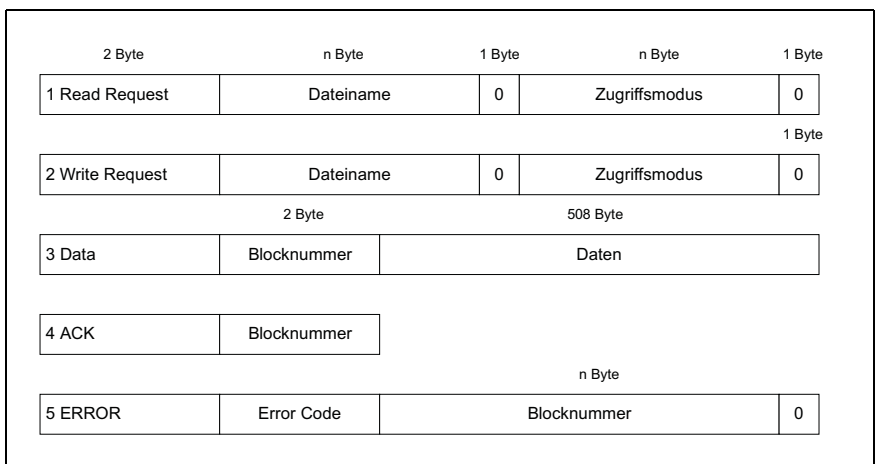 2 Byte n Byte 1 Byte n Byte 1 Byte
1 Read Request Dateiname 0 Zugriffsmodus 0
1 Byte
2 Write Request Dateiname 0 Zugriffsmodus 0
2 Byte 508 Byte
3 Data Blocknummer Daten
4 ACK Blocknummer
n Byte
5 ERROR Error Code Blocknummer 0